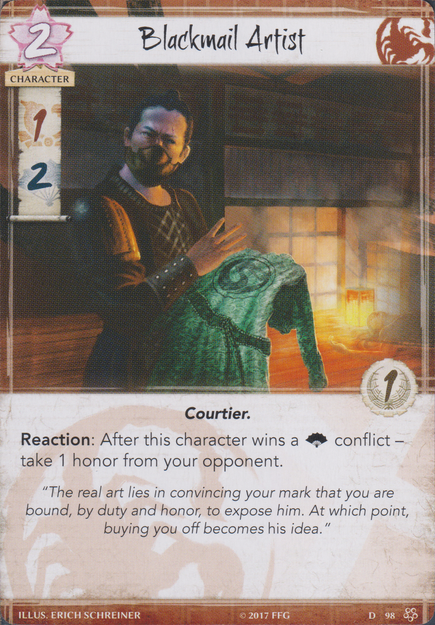 2
Blackmail Artist
CHARACTER
1
2
1
Courtier.
Reaction: After this character wins a conflict –
take 1 honor from your opponent.
“The real art lies in convincing your mark that you are
bound, by duty and honor, to expose him. At which point,
buying you off becomes his idea.”
ILLUS. ERICH SCHREINER © 2017 FFG D 98